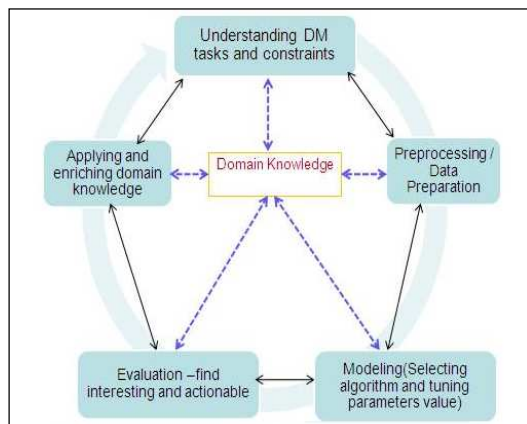 Understanding DM
tasks and constraints
Applying and
enriching domain
knowledge
Domain Knowledge
Preprocessing /
Data
Preparation
Evaluation –find
interesting and actionable
Modeling(Selecting
algorithm and tuning
parameters value)